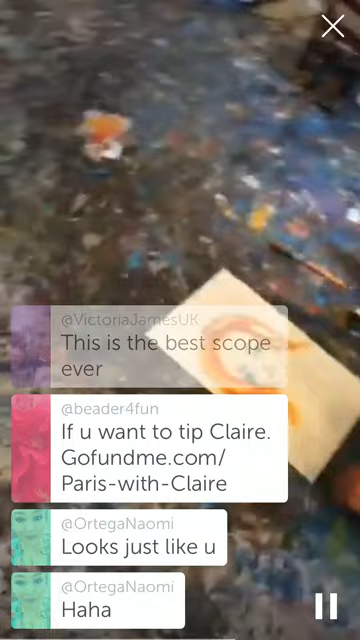 @VictoriaJamesUK
This is the best scope
ever
@beader4fun
If u want to tip Claire.
Gofundme.com/
Paris-with-Claire
@OrtegaNaomi
Looks just like u
@OrtegaNaomi
Haha